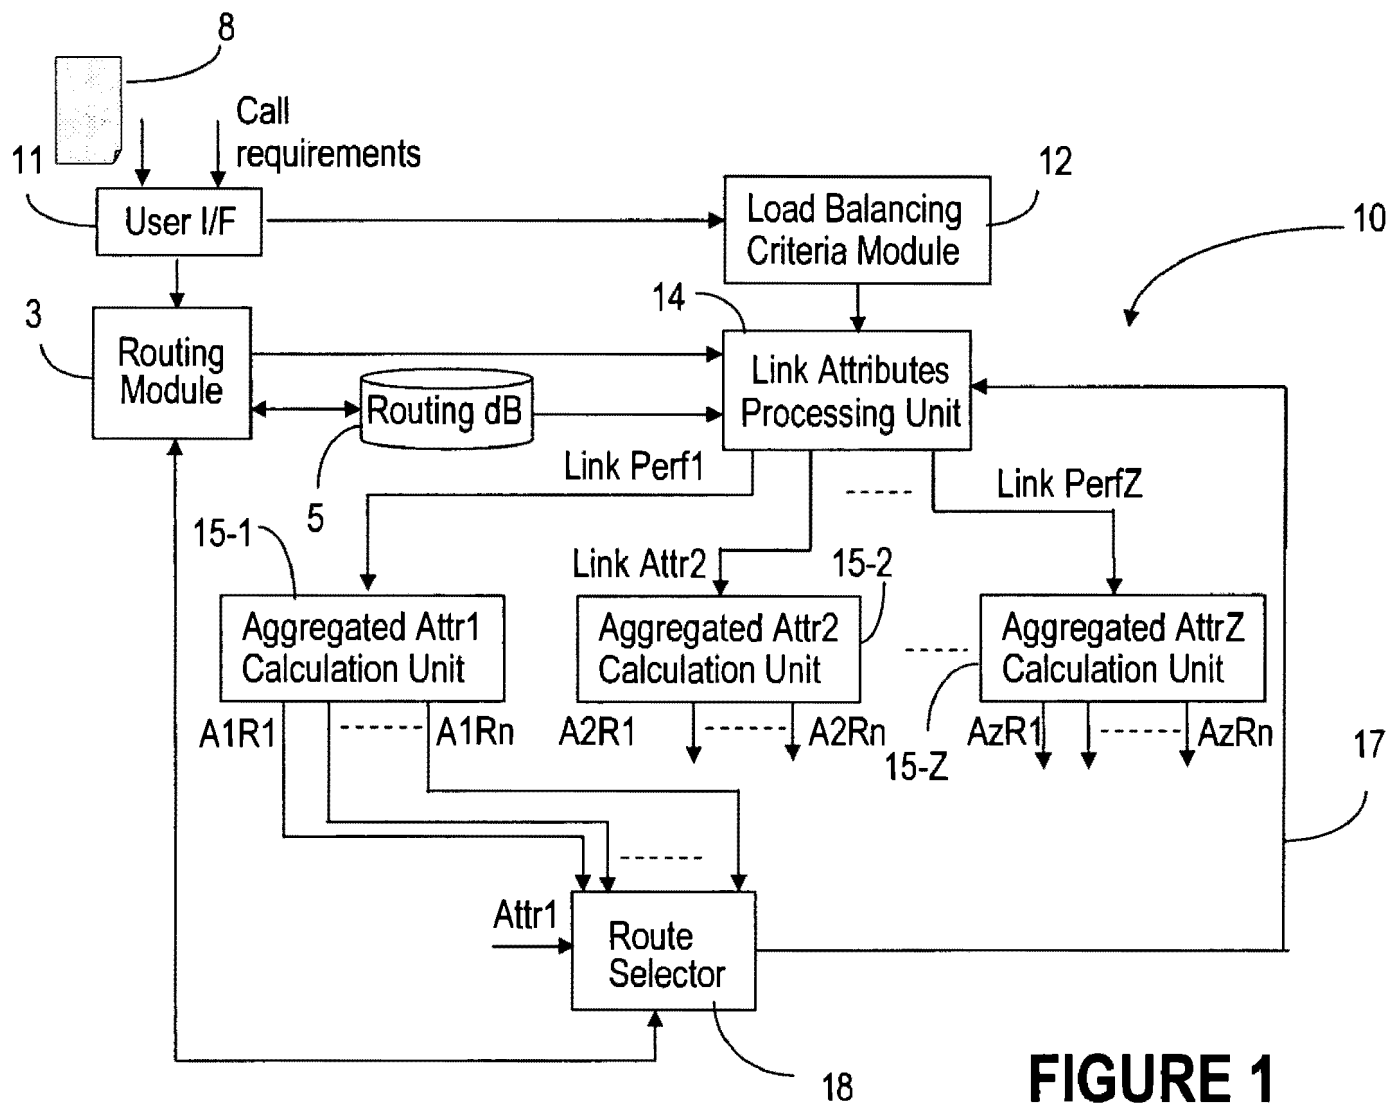 8
Call
requirements
11
12
User I/F
Load Balancing
Criteria Module
10
3
14
Routing
Module
Link Attributes
Processing Unit
Routing dB
Link Perf1
Link PerfZ
5
15-1
Link Attr2
15-2
Aggregated Attr1
Calculation Unit
Aggregated Attr2
Calculation Unit
Aggregated AttrZ
Calculation Unit
A1R1
A1Rn
A2R1
A2Rn
AzR1
AzRn
15-Z
17
Attr1
Route
Selector
18
FIGURE 1